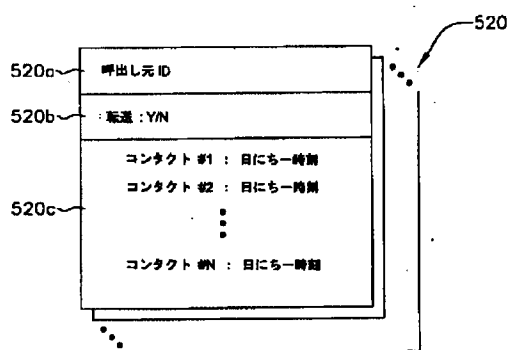 520
520a 呼出し元 ID
520b 転送 : Y/N
コンタクト #1 : 日にち－時刻
520c コンタクト #2 : 日にち－時刻
コンタクト #N : 日にち－時刻